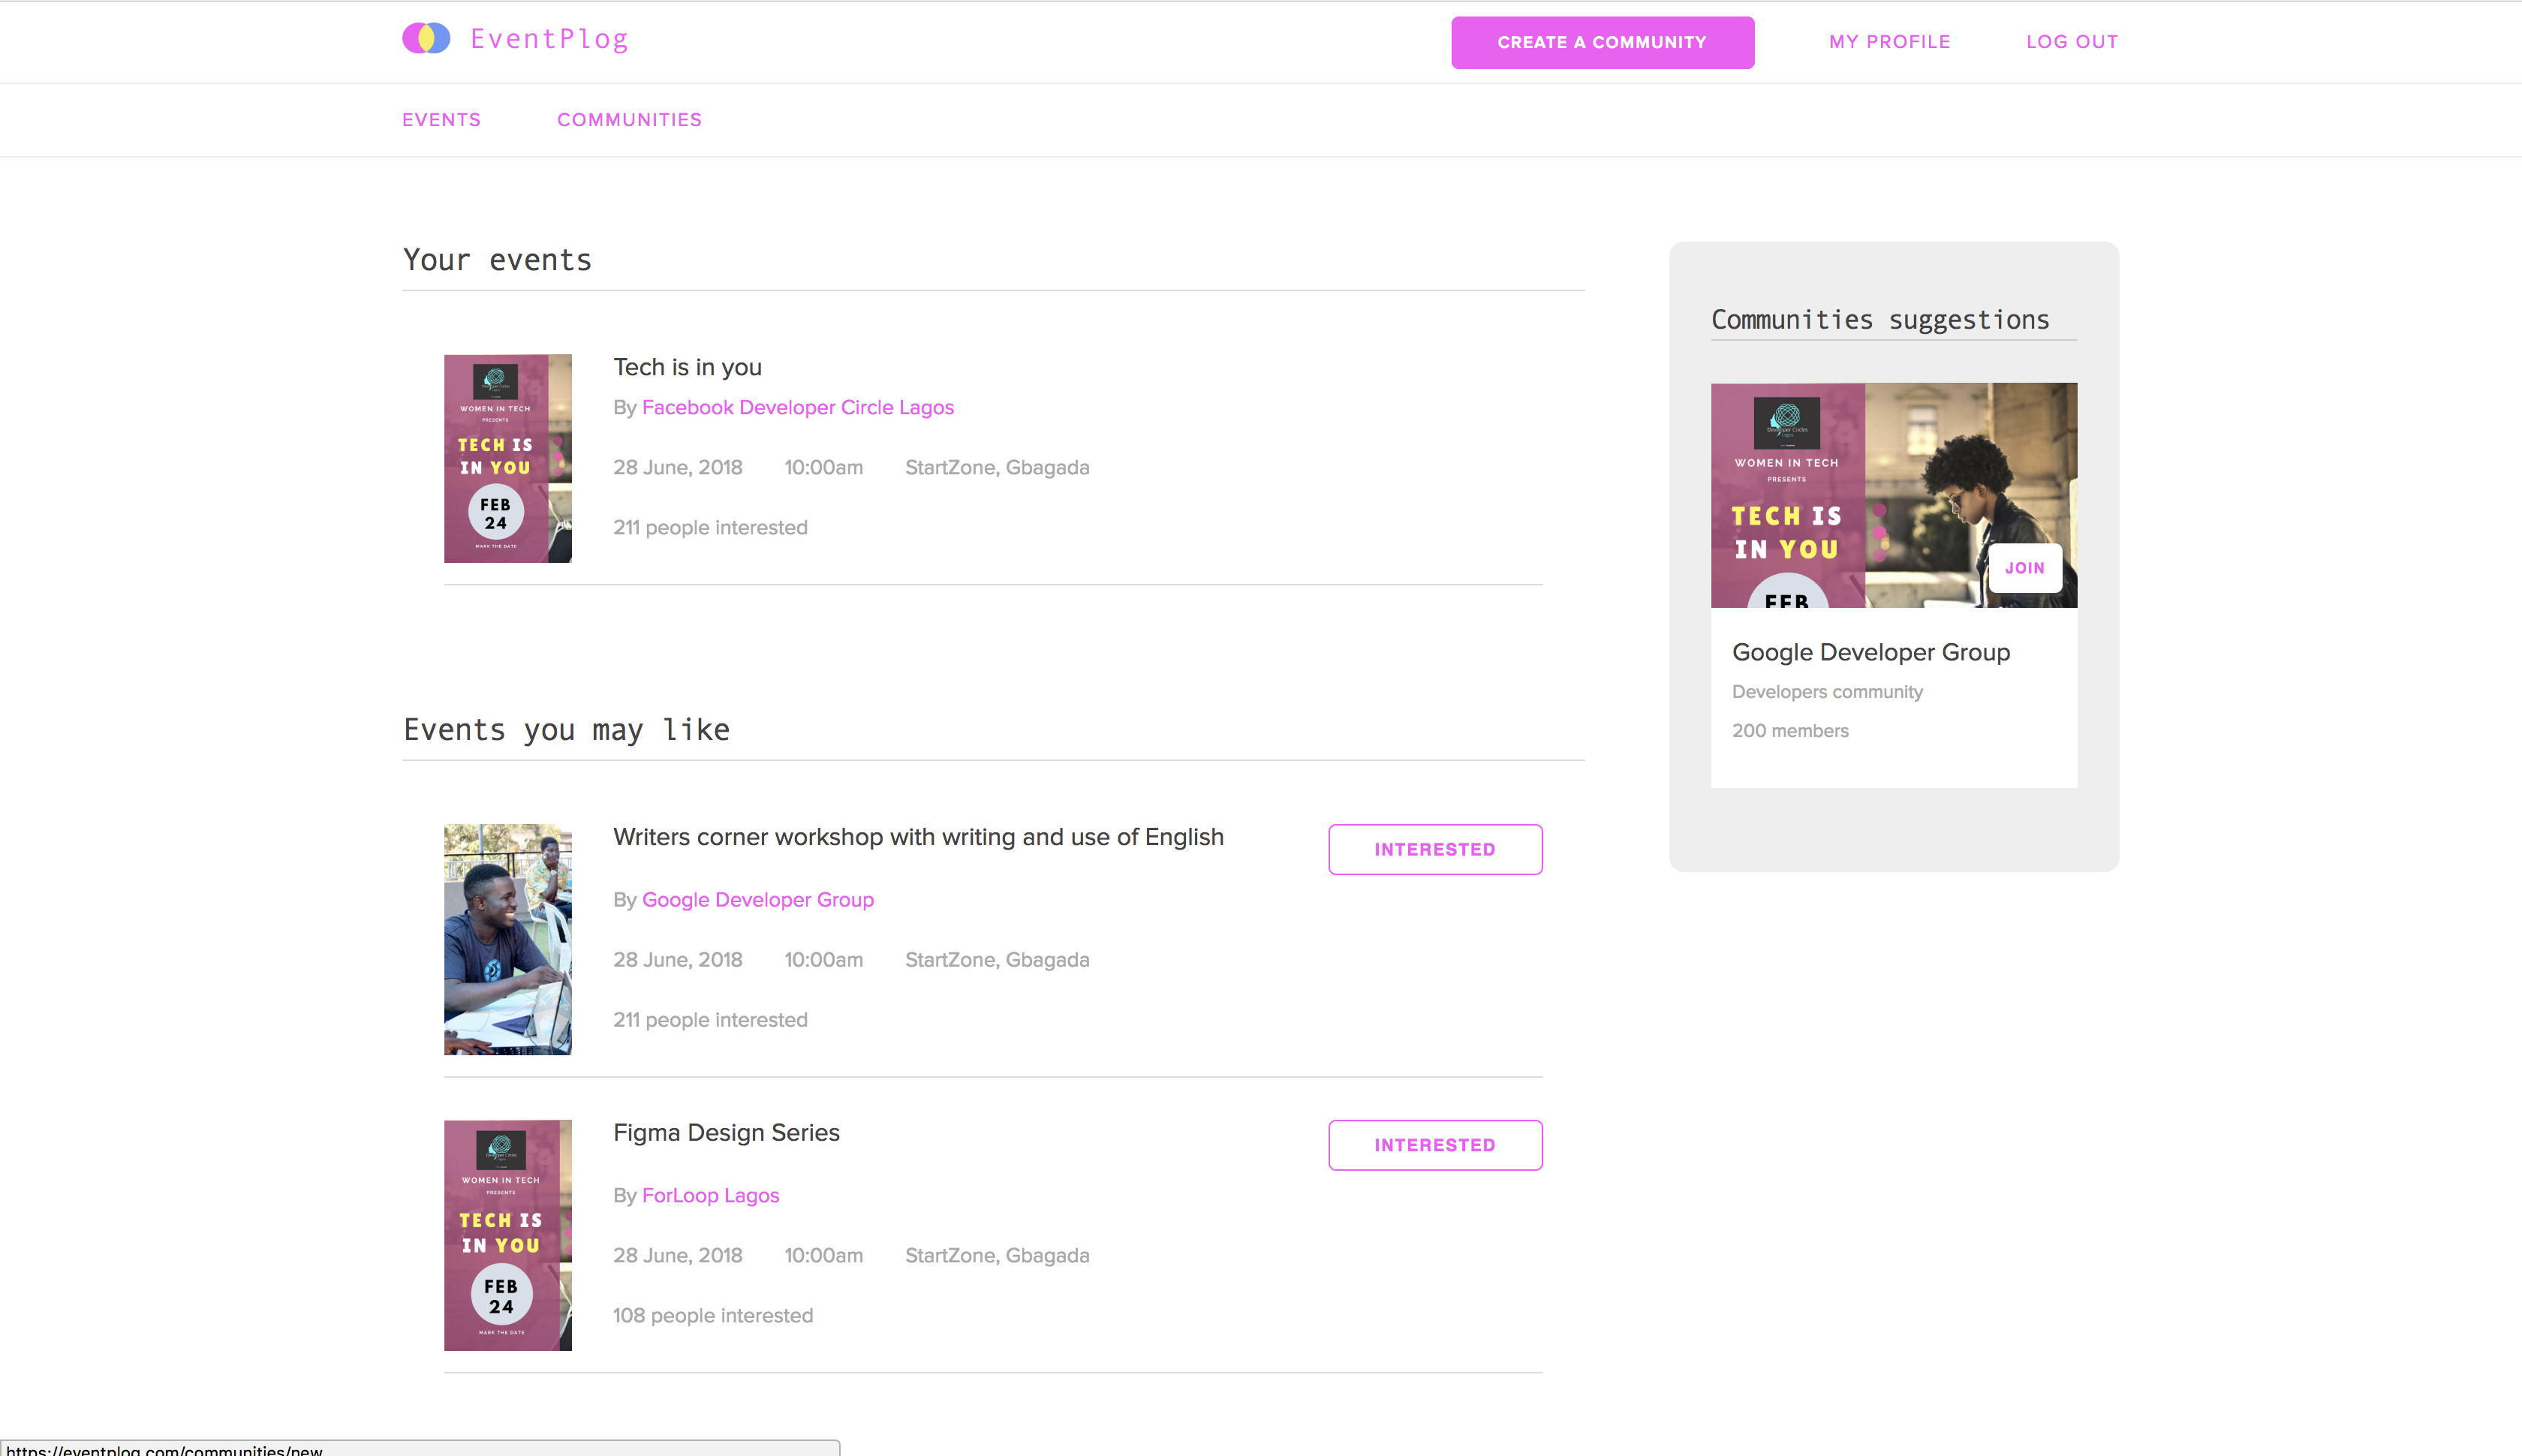 EventPlog
CREATE A COMMUNITY
MY PROFILE
LOG OUT
EVENTS
COMMUNITIES
Your events
WOMEN IN TECH
PRESENTS
TECH IS
IN YOU
FEB
24
MARK THE DATE
Tech is in you
By Facebook Developer Circle Lagos
28 June, 2018
10:00am
StartZone, Gbagada
211 people interested
Communities suggestions
Developer Circles
Lagos
WOMEN IN TECH
PRESENTS
TECH IS
IN YOU
FEB
JOIN
Google Developer Group
Developers community
200 members
Events you may like
Writers corner workshop with writing and use of English
INTERESTED
By Google Developer Group
28 June, 2018
10:00am
StartZone, Gbagada
211 people interested
WOMEN IN TECH
PRESENTS
TECH IS
IN YOU
FEB
24
MARK THE DATE
Figma Design Series
INTERESTED
By ForLoop Lagos
28 June, 2018
10:00am
StartZone, Gbagada
108 people interested
https://eventplog.com/communities/new